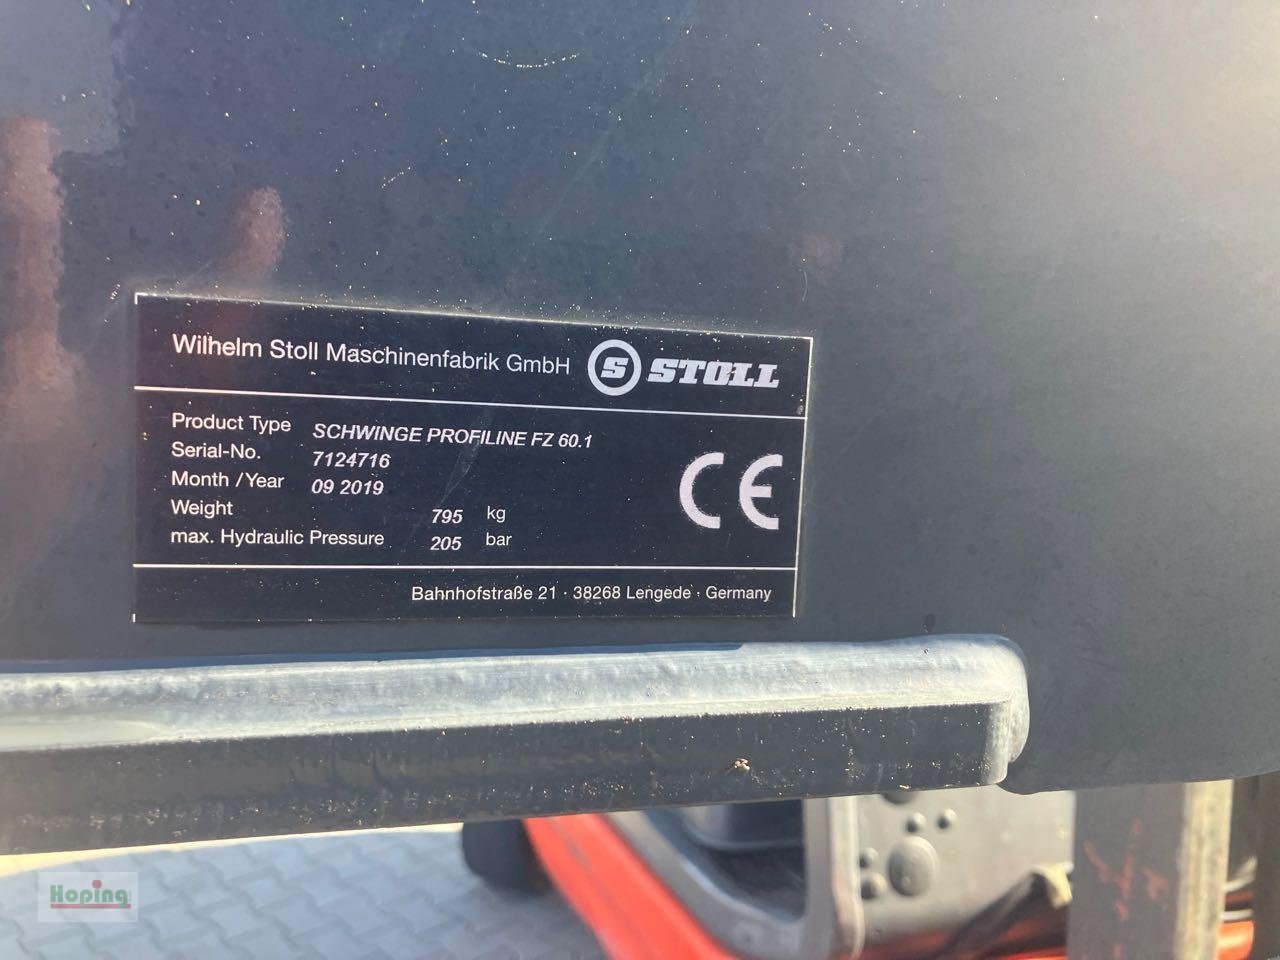 Wilhelm Stoll Maschinenfabrik GmbH S STOLL
Product Type SCHWINGE PROFILINE FZ 60.1
Serial-No. 7124716
Month / Year 09 2019
Weight 795 kg
max. Hydraulic Pressure 205 bar
CE
Bahnhofstraße 21 · 38268 Lengede · Germany
Hoping